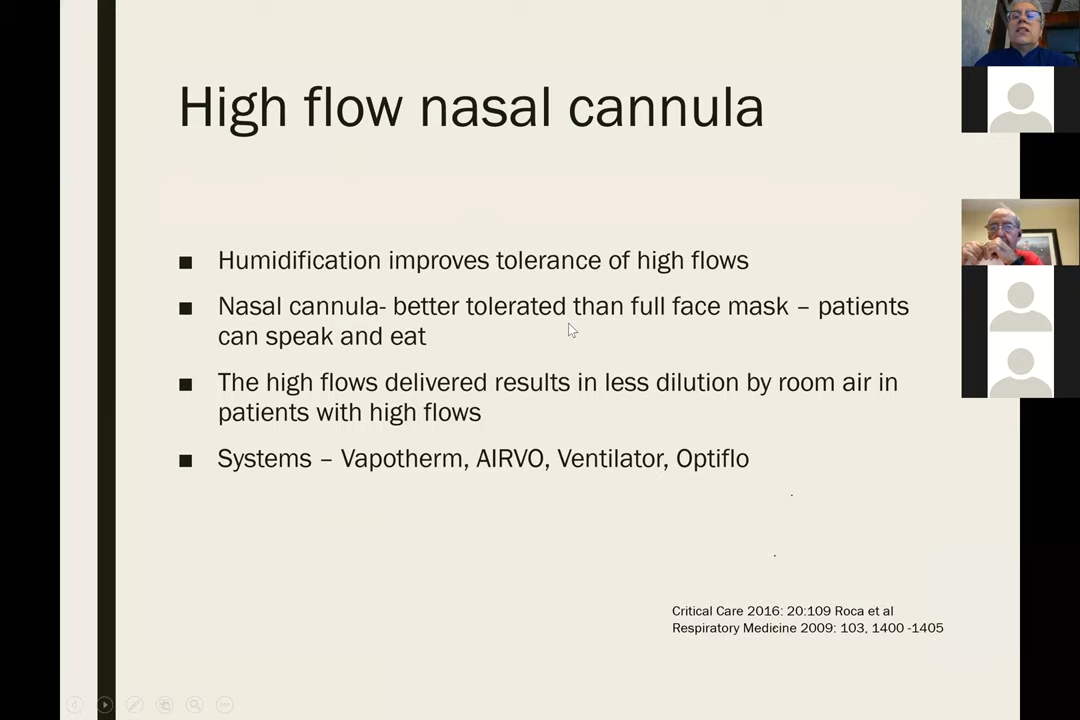 High flow nasal cannula
■ Humidification improves tolerance of high flows
■ Nasal cannula- better tolerated than full face mask – patients
can speak and eat
■ The high flows delivered results in less dilution by room air in
patients with high flows
■ Systems – Vapotherm, AIRVO, Ventilator, Optiflo
Critical Care 2016: 20:109 Roca et al
Respiratory Medicine 2009: 103, 1400 -1405